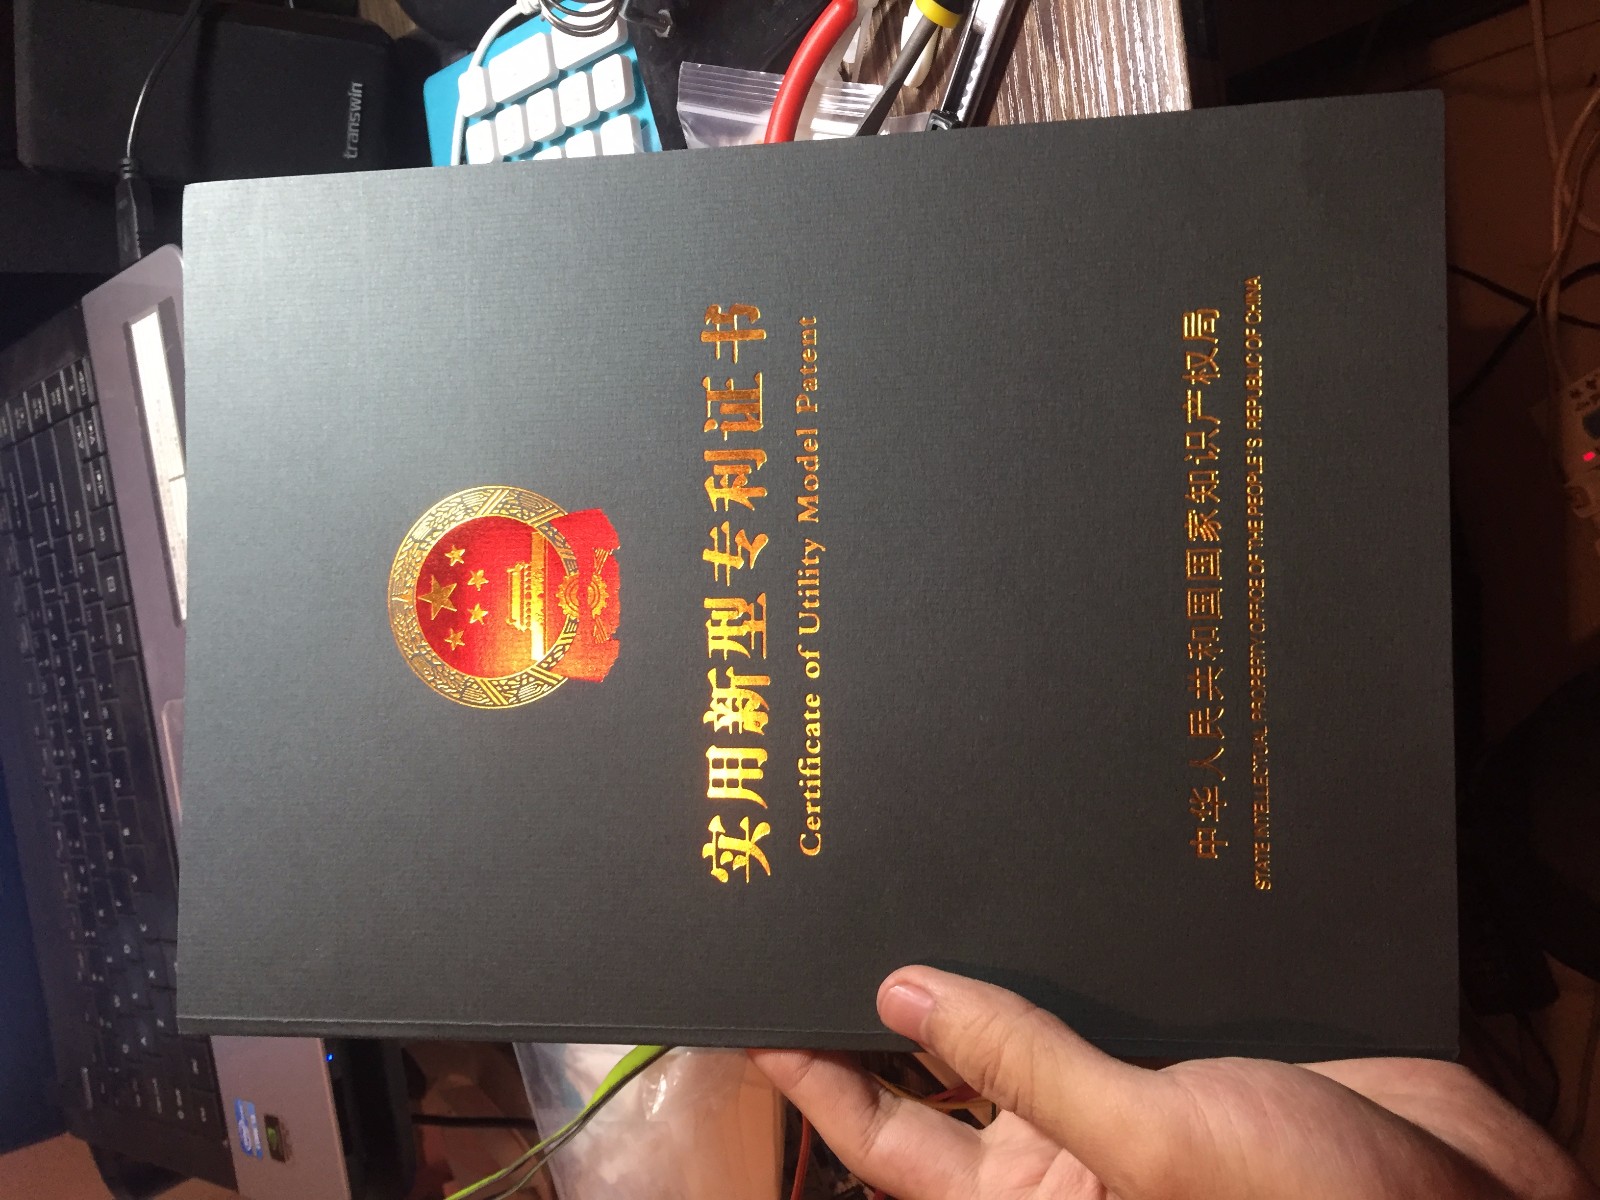 实用新型专利证书
Certificate of Utility Model Patent
中华人民共和国国家知识产权局
STATE INTELLECTUAL PROPERTY OFFICE OF THE PEOPLE'S REPUBLIC OF CHINA
transwin